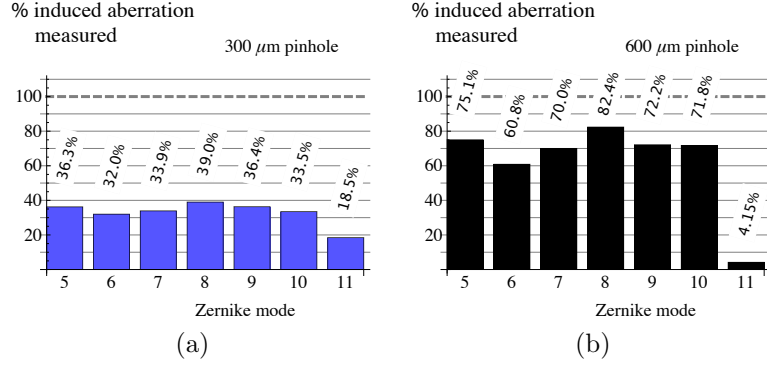 % induced aberration
measured
300 μm pinhole
100
80
60
40
20
36.3%
32.0%
33.9%
39.0%
36.4%
33.5%
18.5%
5 6 7 8 9 10 11
Zernike mode
(a)
% induced aberration
measured
600 μm pinhole
100
80
60
40
20
75.1%
60.8%
70.0%
82.4%
72.2%
71.8%
4.15%
5 6 7 8 9 10 11
Zernike mode
(b)